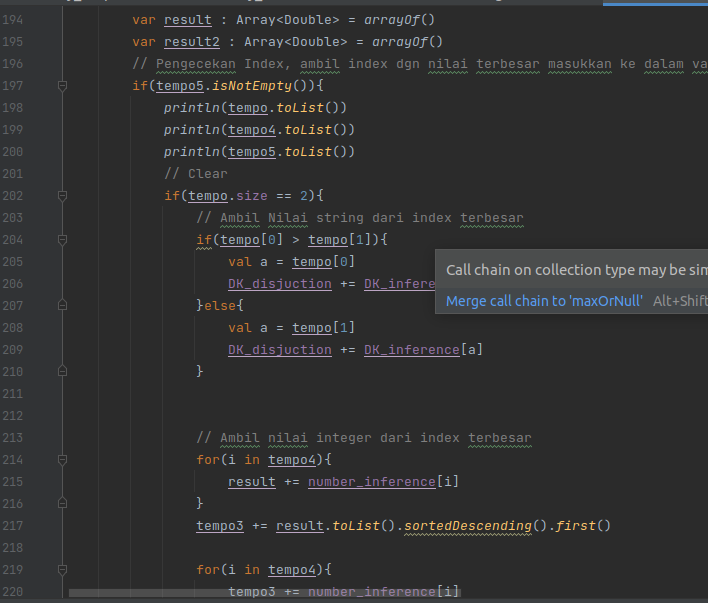 194 var result : Array<Double> = arrayOf()
195 var result2 : Array<Double> = arrayOf()
196 // Pengecekan Index, ambil index dgn nilai terbesar masukkan ke dalam va
197 if(tempo5.isNotEmpty()){
198 println(tempo.toList())
199 println(tempo4.toList())
200 println(tempo5.toList())
201 // Clear
202 if(tempo.size == 2){
203 // Ambil Nilai string dari index terbesar
204 if(tempo[0] > tempo[1]){
205 val a = tempo[0]
206 DK_disjuction += DK_inference
207 }else{
208 val a = tempo[1]
209 DK_disjuction += DK_inference[a]
210 }
211
212
213 // Ambil nilai integer dari index terbesar
214 for(i in tempo4){
215 result += number_inference[i]
216 }
217 tempo3 += result.toList().sortedDescending().first()
218
219 for(i in tempo4){
220 tempo3 += number_inference[i]
Call chain on collection type may be sim
Merge call chain to 'maxOrNull' Alt+Shift